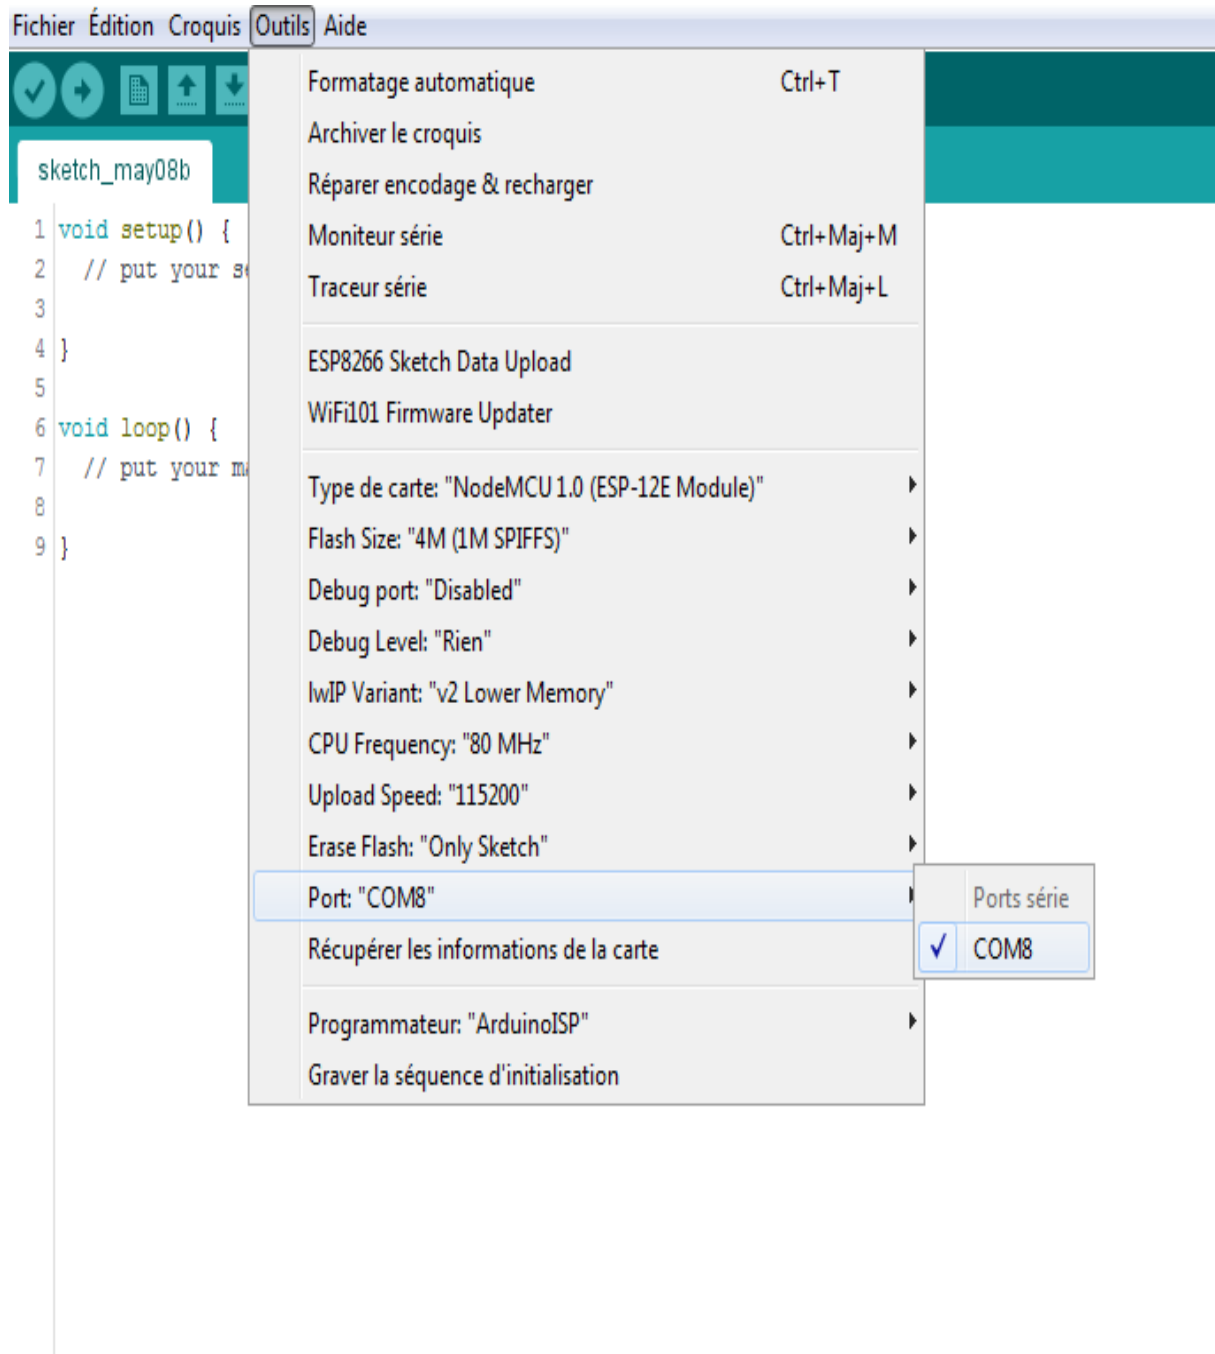 Fichier Édition Croquis Outils Aide
sketch_may08b
1 void setup() {
2 // put your s
3
4 }
5
6 void loop() {
7 // put your m
8
9 }
Formatage automatique Ctrl+T
Archiver le croquis
Réparer encodage & recharger
Moniteur série Ctrl+Maj+M
Traceur série Ctrl+Maj+L
ESP8266 Sketch Data Upload
WiFi101 Firmware Updater
Type de carte: "NodeMCU 1.0 (ESP-12E Module)"
Flash Size: "4M (1M SPIFFS)"
Debug port: "Disabled"
Debug Level: "Rien"
lwIP Variant: "v2 Lower Memory"
CPU Frequency: "80 MHz"
Upload Speed: "115200"
Erase Flash: "Only Sketch"
Port: "COM8"
Ports série
COM8
Récupérer les informations de la carte
Programmateur: "ArduinoISP"
Graver la séquence d'initialisation